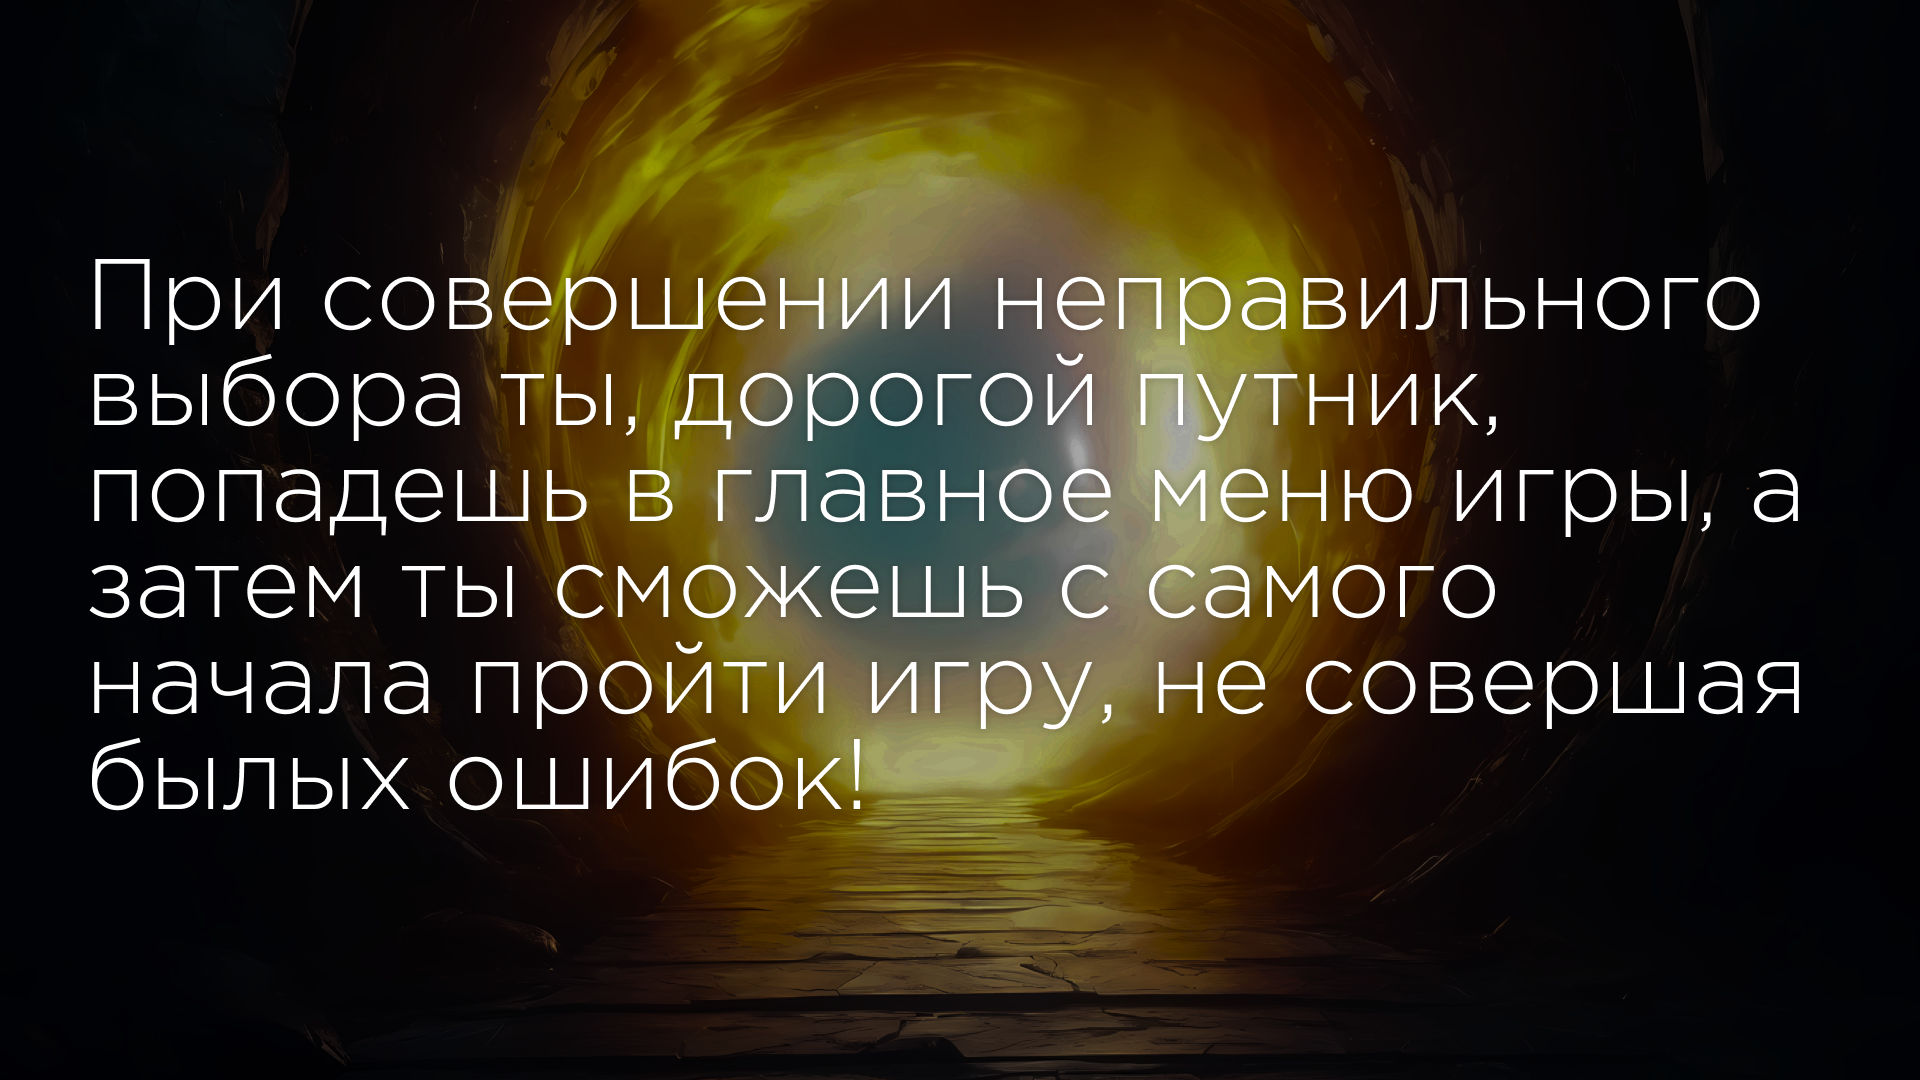 При совершении неправильного
выбора ты, дорогой путник,
попадешь в главное меню игры, а
затем ты сможешь с самого
начала пройти игру, не совершая
былых ошибок!